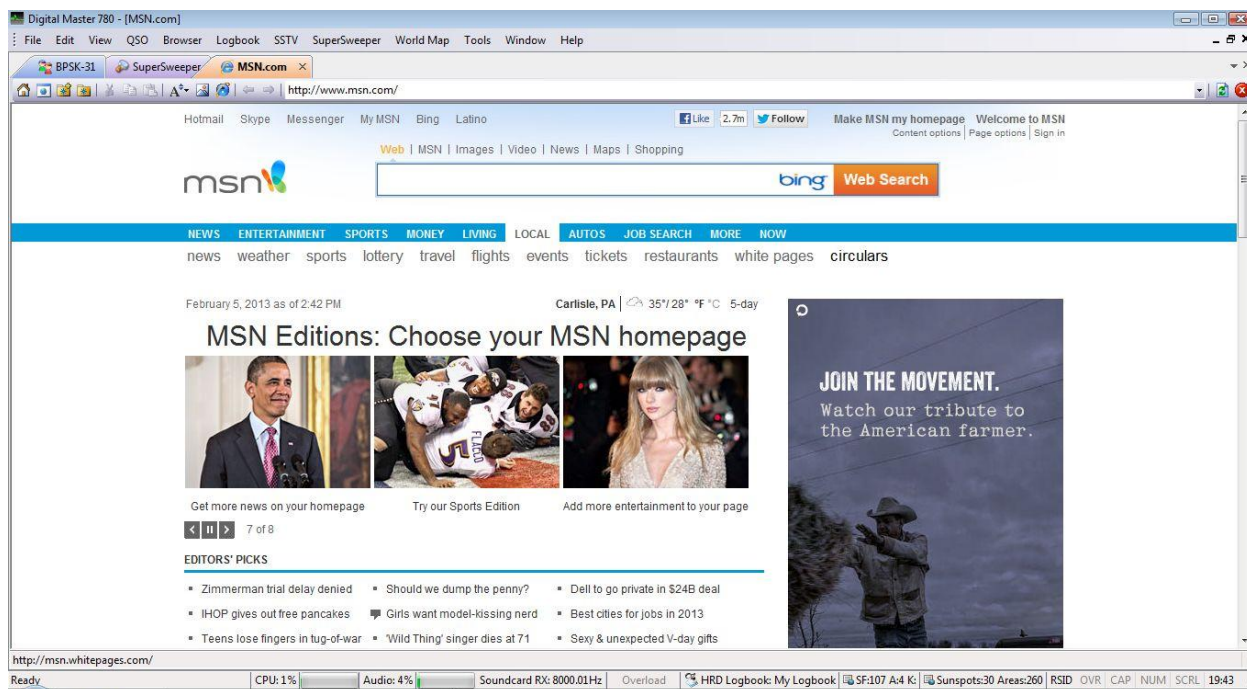 Digital Master 780 - [MSN.com]
File Edit View QSO Browser Logbook SSTV SuperSweeper World Map Tools Window Help
BPSK-31 SuperSweeper MSN.com
http://www.msn.com/
Hotmail Skype Messenger My MSN Bing Latino Like 2.7m Follow Make MSN my homepage Welcome to MSN
Content options | Page options | Sign in
Web | MSN | Images | Video | News | Maps | Shopping
msn bing Web Search
NEWS ENTERTAINMENT SPORTS MONEY LIVING LOCAL AUTOS JOB SEARCH MORE NOW
news weather sports lottery travel flights events tickets restaurants white pages circulars
February 5, 2013 as of 2:42 PM Carlisle, PA | 35°/ 28° °F °C 5-day
MSN Editions: Choose your MSN homepage
FLACCO
5
Get more news on your homepage Try our Sports Edition Add more entertainment to your page
7 of 8
JOIN THE MOVEMENT.
Watch our tribute to
the American farmer.
EDITORS' PICKS
Zimmerman trial delay denied Should we dump the penny? Dell to go private in $24B deal
IHOP gives out free pancakes Girls want model-kissing nerd Best cities for jobs in 2013
Teens lose fingers in tug-of-war 'Wild Thing' singer dies at 71 Sexy & unexpected V-day gifts
http://msn.whitepages.com/
Ready CPU: 1% Audio: 4% Soundcard RX: 8000.01Hz Overload HRD Logbook: My Logbook SF:107 A:4 K: Sunspots:30 Areas:260 RSID OVR CAP NUM SCRL 19:43